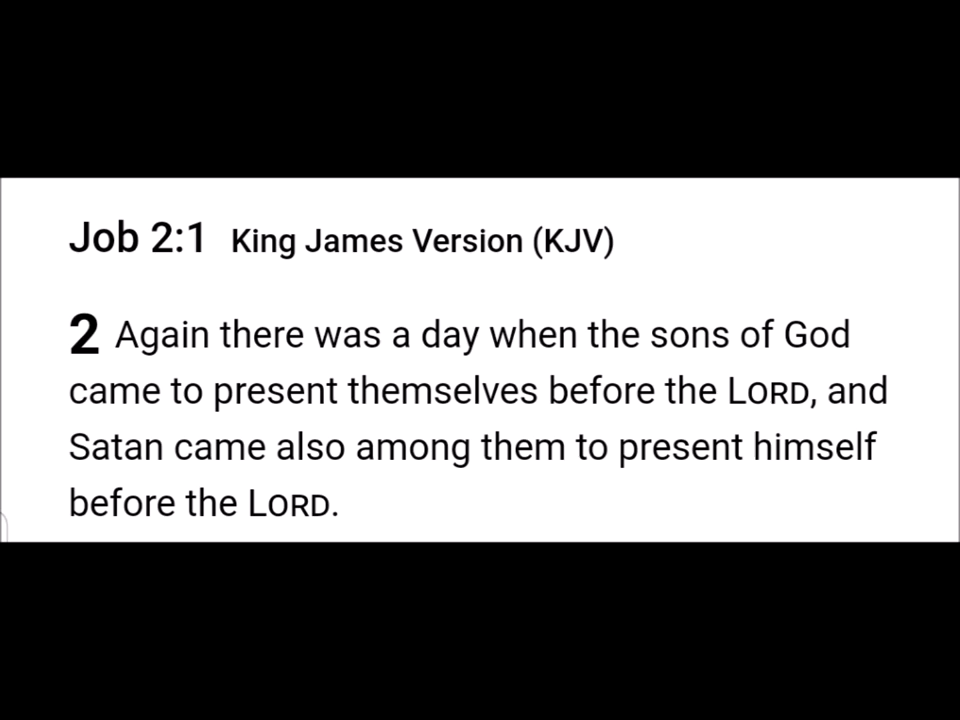 Job 2:1 King James Version (KJV)
2 Again there was a day when the sons of God
came to present themselves before the LORD, and
Satan came also among them to present himself
before the LORD.